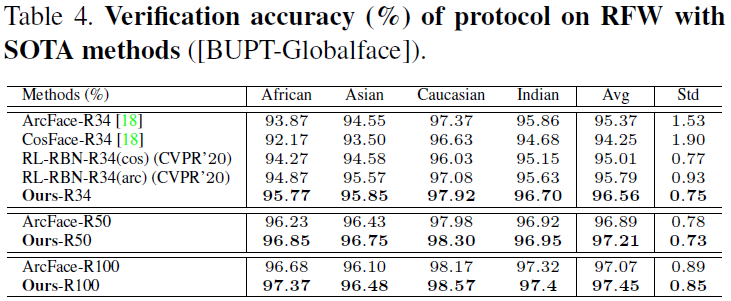 Table 4. Verification accuracy (%) of protocol on RFW with
SOTA methods ([BUPT-Globalface]).
Methods (%) African Asian Caucasian Indian Avg Std
ArcFace-R34 [18] 93.87 94.55 97.37 95.86 95.37 1.53
CosFace-R34 [18] 92.17 93.50 96.63 94.68 94.25 1.90
RL-RBN-R34(cos) (CVPR'20) 94.27 94.58 96.03 95.15 95.01 0.77
RL-RBN-R34(arc) (CVPR'20) 94.87 95.57 97.08 95.63 95.79 0.93
Ours-R34 95.77 95.85 97.92 96.70 96.56 0.75
ArcFace-R50 96.23 96.43 97.98 96.92 96.89 0.78
Ours-R50 96.85 96.75 98.30 96.95 97.21 0.73
ArcFace-R100 96.68 96.10 98.17 97.32 97.07 0.89
Ours-R100 97.37 96.48 98.57 97.4 97.45 0.85